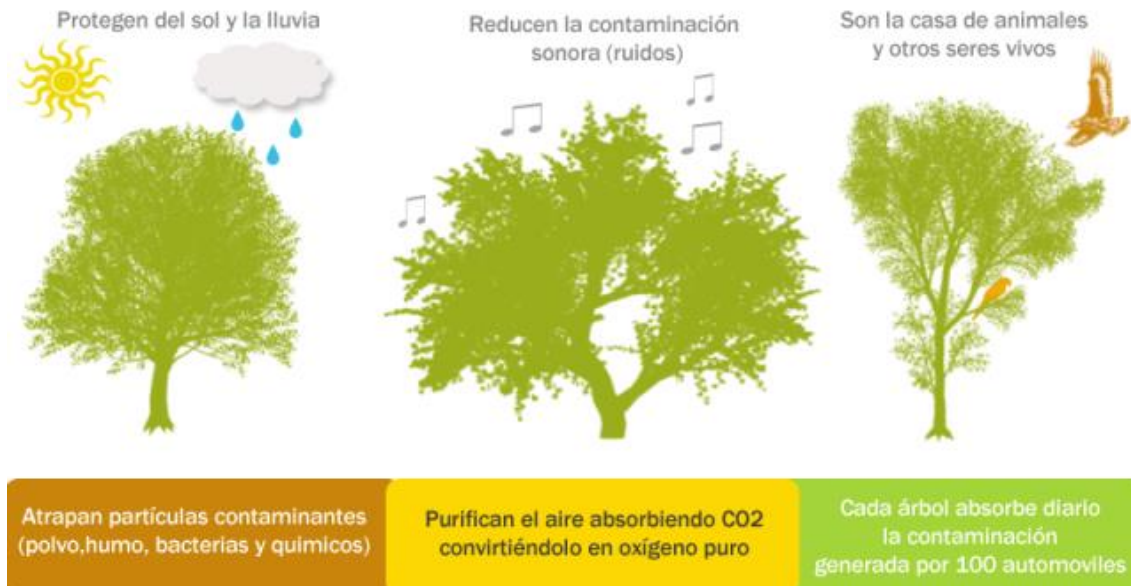 Protegen del sol y la lluvia
Reducen la contaminación
sonora (ruidos)
Son la casa de animales
y otros seres vivos
Atrapan partículas contaminantes
(polvo,humo, bacterias y quimicos)
Purifican el aire absorbiendo CO2
convirtiéndolo en oxígeno puro
Cada árbol absorbe diario
la contaminación
generada por 100 automoviles